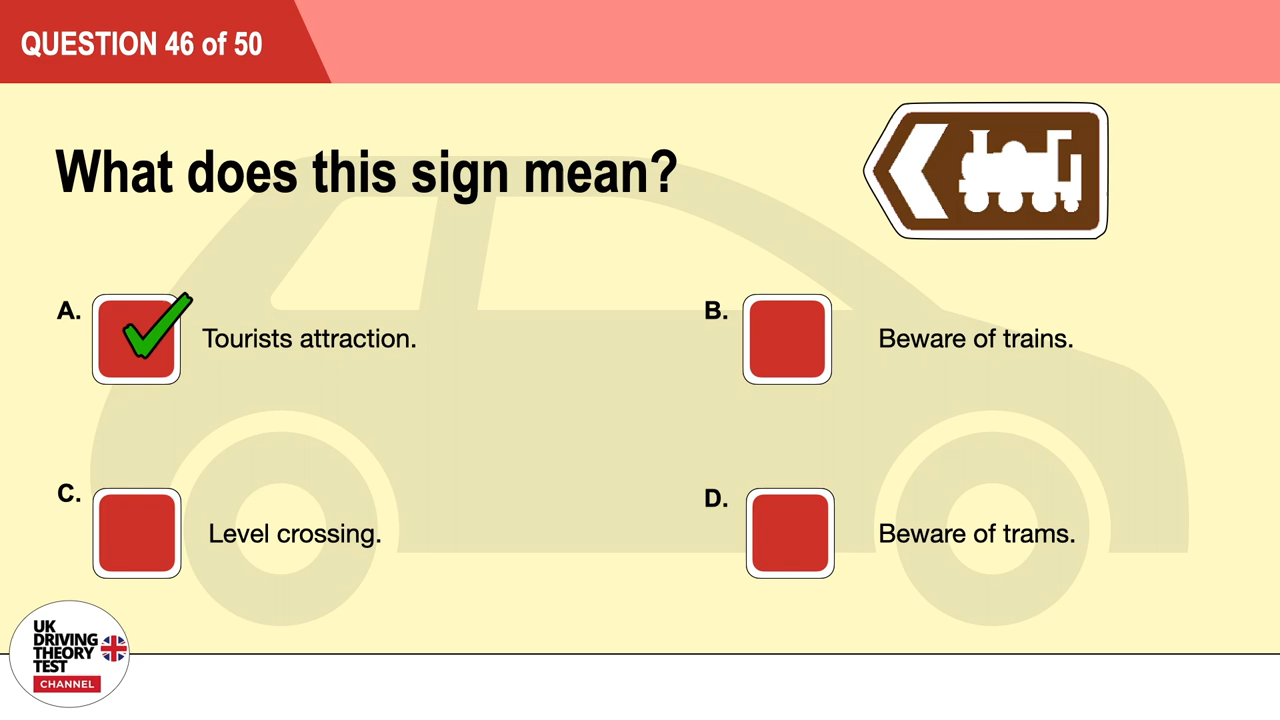 QUESTION 46 of 50
What does this sign mean?
A.
Tourists attraction.
B.
Beware of trains.
C.
Level crossing.
D.
Beware of trams.
UK
DRIVING
THEORY
TEST
CHANNEL